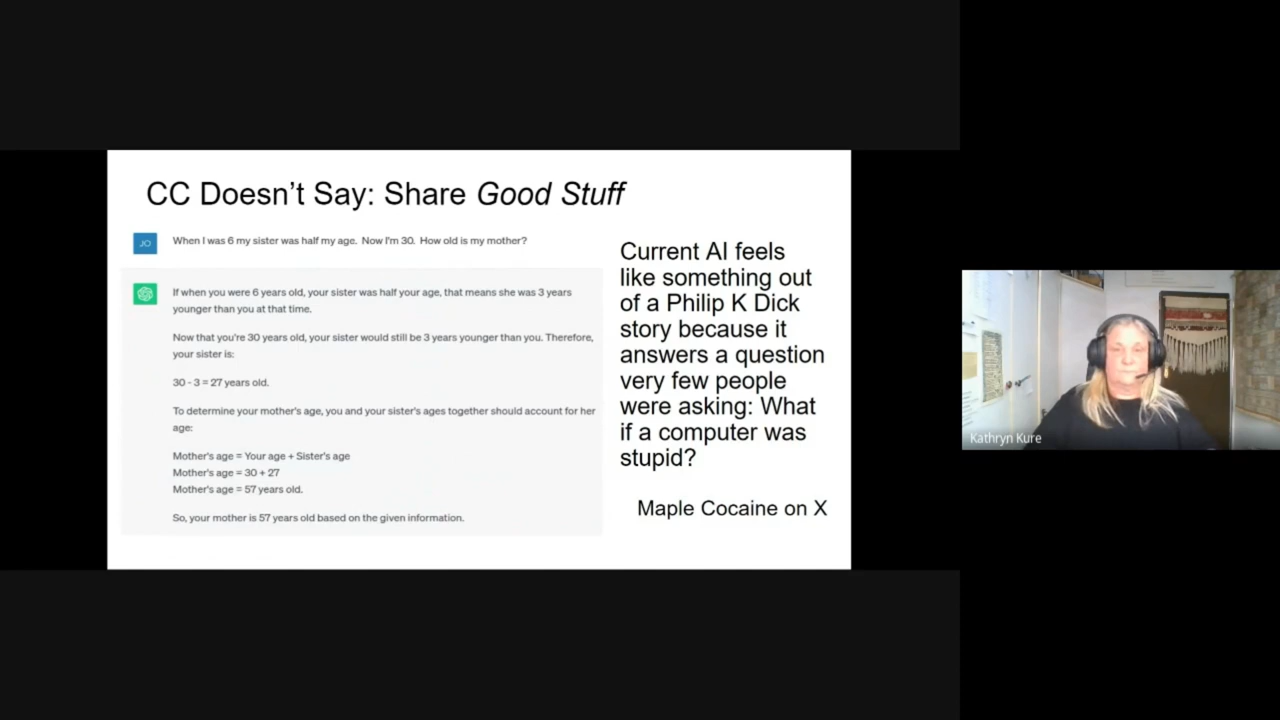 CC Doesn’t Say: Share Good Stuff
JO
When I was 6 my sister was half my age. Now I'm 30. How old is my mother?
If when you were 6 years old, your sister was half your age, that means she was 3 years
younger than you at that time.
Now that you're 30 years old, your sister would still be 3 years younger than you. Therefore,
your sister is:
30 - 3 = 27 years old.
To determine your mother's age, you and your sister's ages together should account for her
age:
Mother's age = Your age + Sister's age
Mother's age = 30 + 27
Mother's age = 57 years old.
So, your mother is 57 years old based on the given information.
Current AI feels
like something out
of a Philip K Dick
story because it
answers a question
very few people
were asking: What
if a computer was
stupid?
Maple Cocaine on X
Kathryn Kure